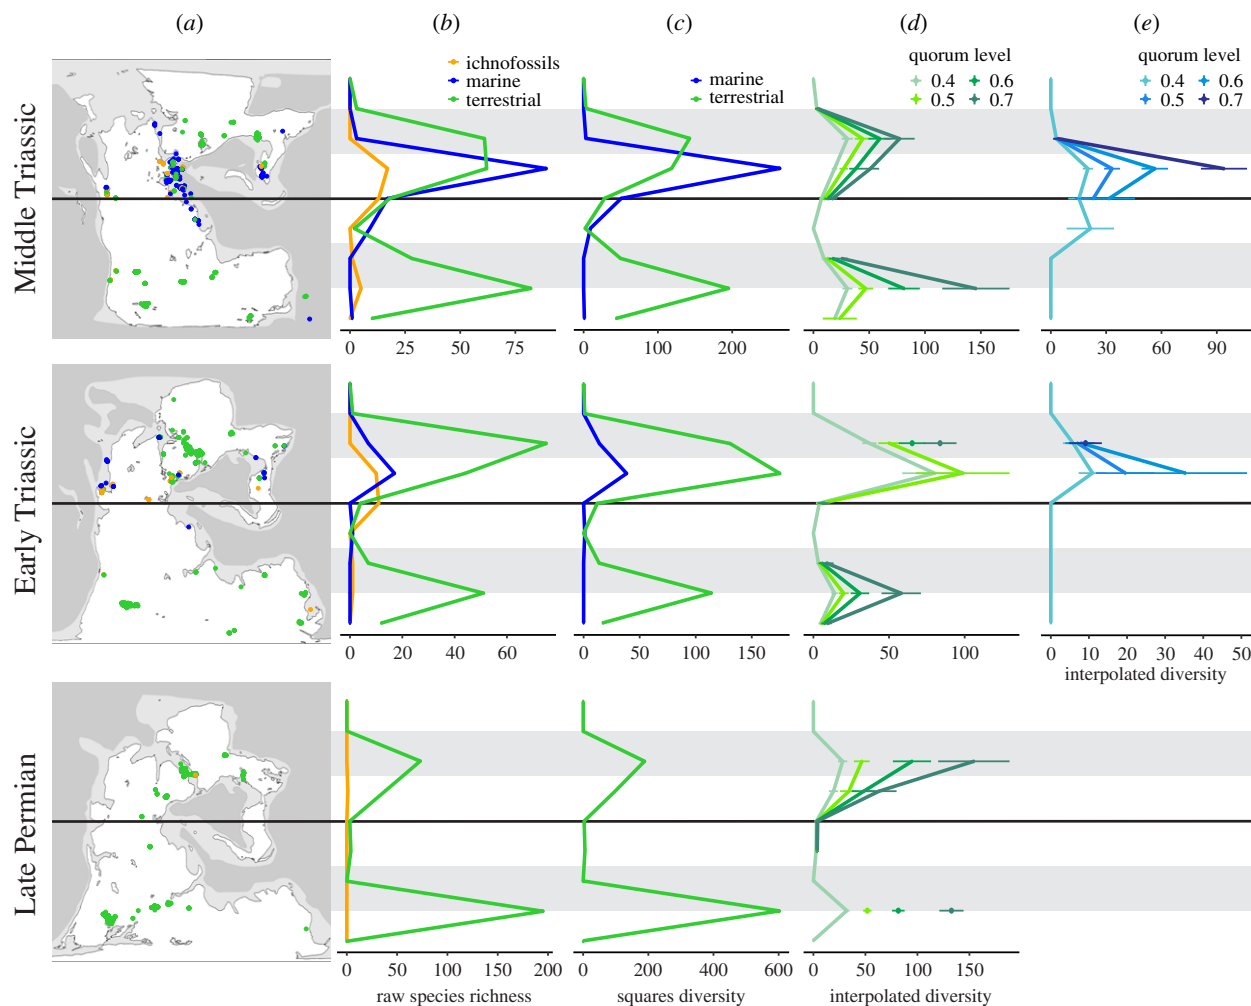 (a) (b) (c) (d) (e)
ichnofossils
marine
terrestrial
marine
terrestrial
quorum level
0.4 0.6
0.5 0.7
quorum level
0.4 0.6
0.5 0.7
Middle Triassic
0 25 50 75
0 100 200
0 50 100 150
0 30 60 90
Early Triassic
0 20 40 60
0 50 100 150
0 50 100
0 10 20 30 40 50
interpolated diversity
Late Permian
0 50 100 150 200
0 200 400 600
0 50 100 150
raw species richness
squares diversity
interpolated diversity